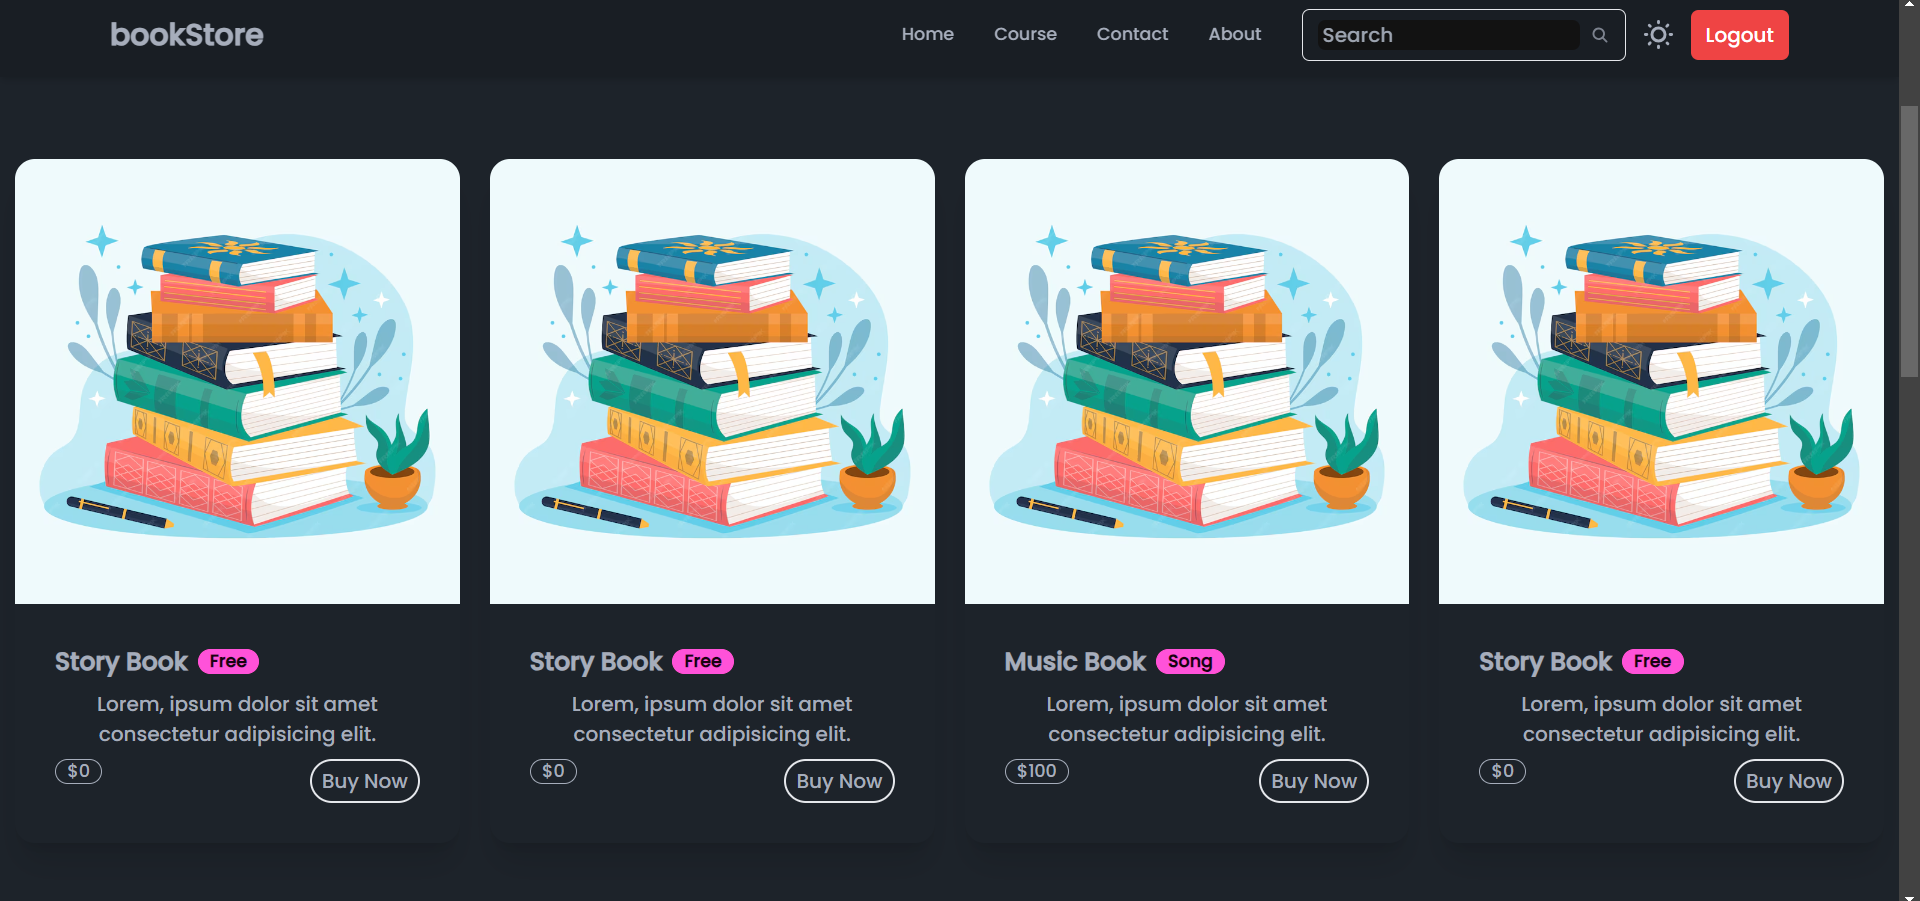 bookStore
Home
Course
Contact
About
Search
Logout
Story Book Free
Lorem, ipsum dolor sit amet
consectetur adipisicing elit.
$0
Buy Now
Story Book Free
Lorem, ipsum dolor sit amet
consectetur adipisicing elit.
$0
Buy Now
Music Book Song
Lorem, ipsum dolor sit amet
consectetur adipisicing elit.
$100
Buy Now
Story Book Free
Lorem, ipsum dolor sit amet
consectetur adipisicing elit.
$0
Buy Now